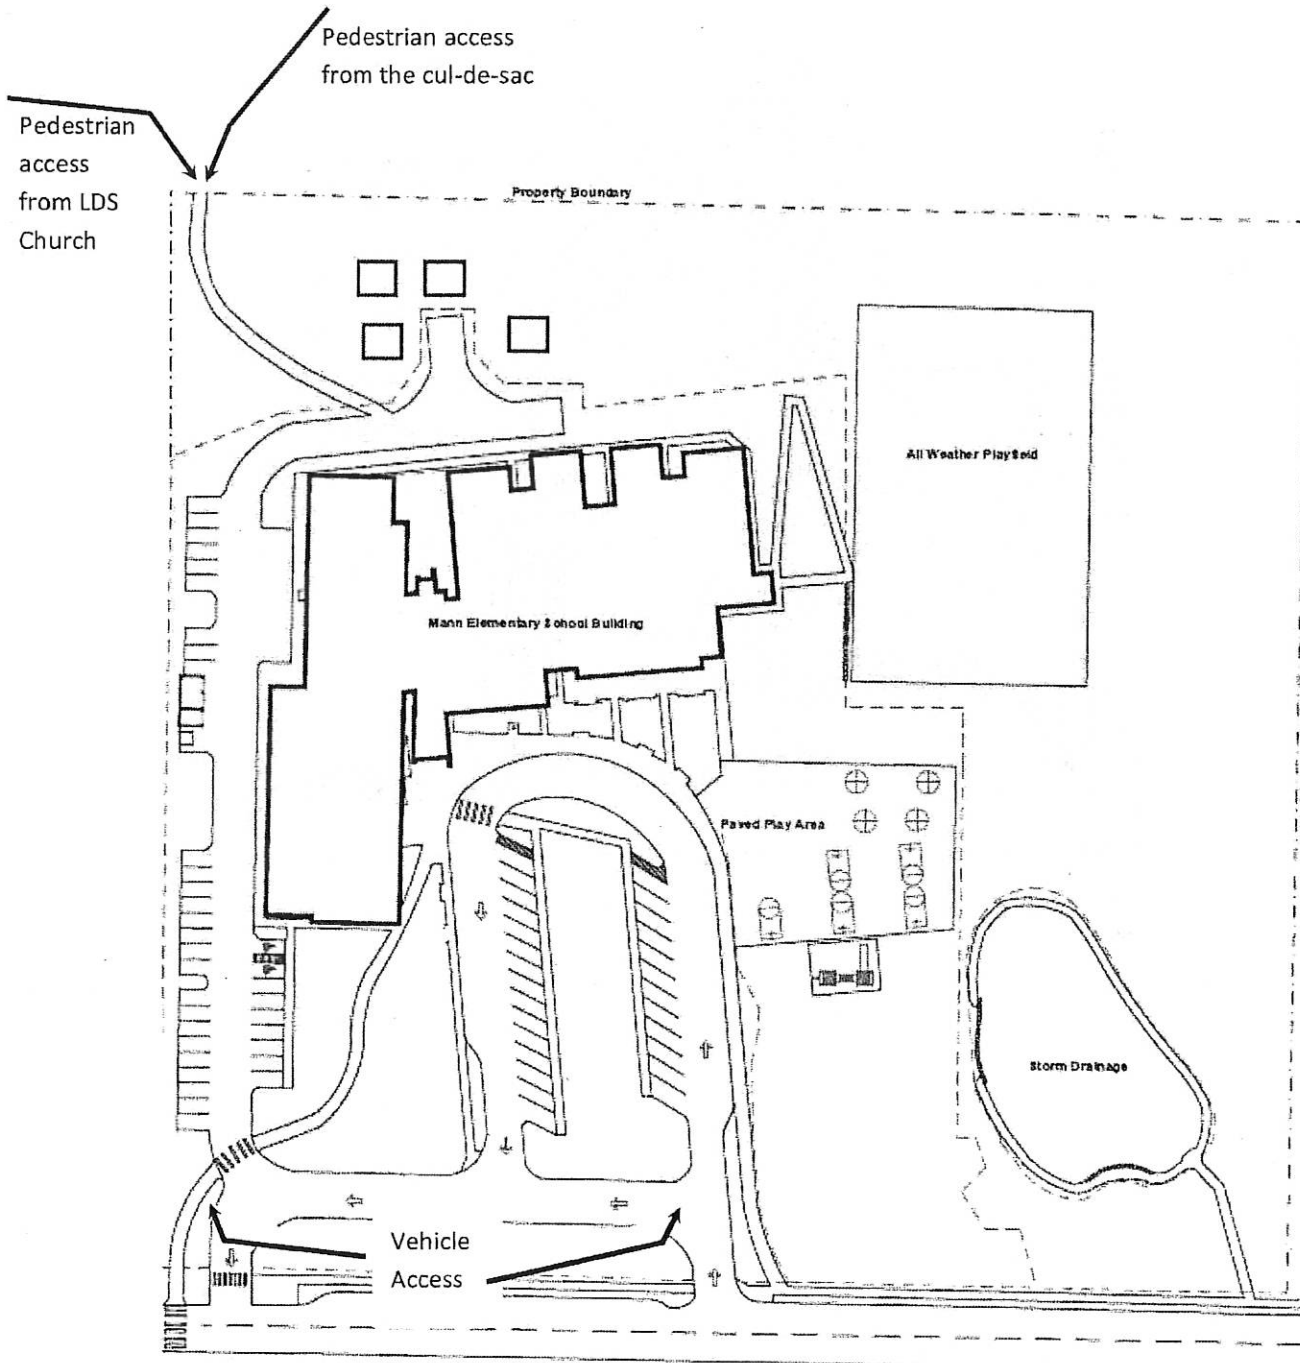 Pedestrian access
from the cul-de-sac
Pedestrian
access
from LDS
Church
Property Boundary
All Weather Playfield
Mann Elementary School Building
Paved Play Area
Storm Drainage
Vehicle
Access